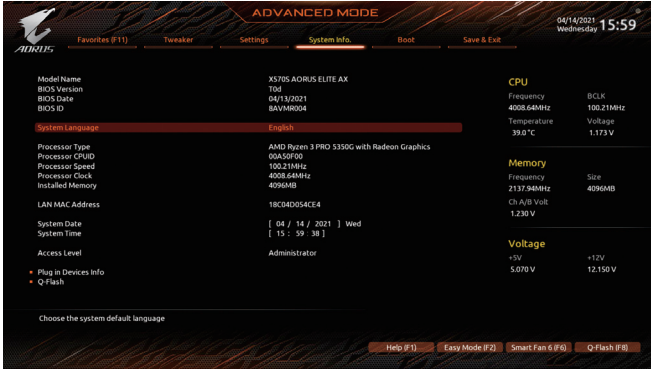 ADVANCED MODE
04/14/2021 Wednesday 15:59
AORUS
Favorites (F11) Tweaker Settings System Info. Boot Save & Exit
Model Name X570S AORUS ELITE AX
BIOS Version T0d
BIOS Date 04/13/2021
BIOS ID 8AVMR004
System Language English
Processor Type AMD Ryzen 3 PRO 5350G with Radeon Graphics
Processor CPUID 00A50F00
Processor Speed 100.21MHz
Processor Clock 4008.64MHz
Installed Memory 4096MB
LAN MAC Address 18C04D054CE4
System Date [ 04 / 14 / 2021 ] Wed
System Time [ 15 : 59 : 38 ]
Access Level Administrator
Plug in Devices Info
Q-Flash
CPU
Frequency BCLK
4008.64MHz 100.21MHz
Temperature Voltage
39.0 °C 1.173 V
Memory
Frequency Size
2137.94MHz 4096MB
Ch A/B Volt
1.230 V
Voltage
+5V +12V
5.070 V 12.150 V
Choose the system default language
Help (F1) Easy Mode (F2) Smart Fan 6 (F6) Q-Flash (F8)